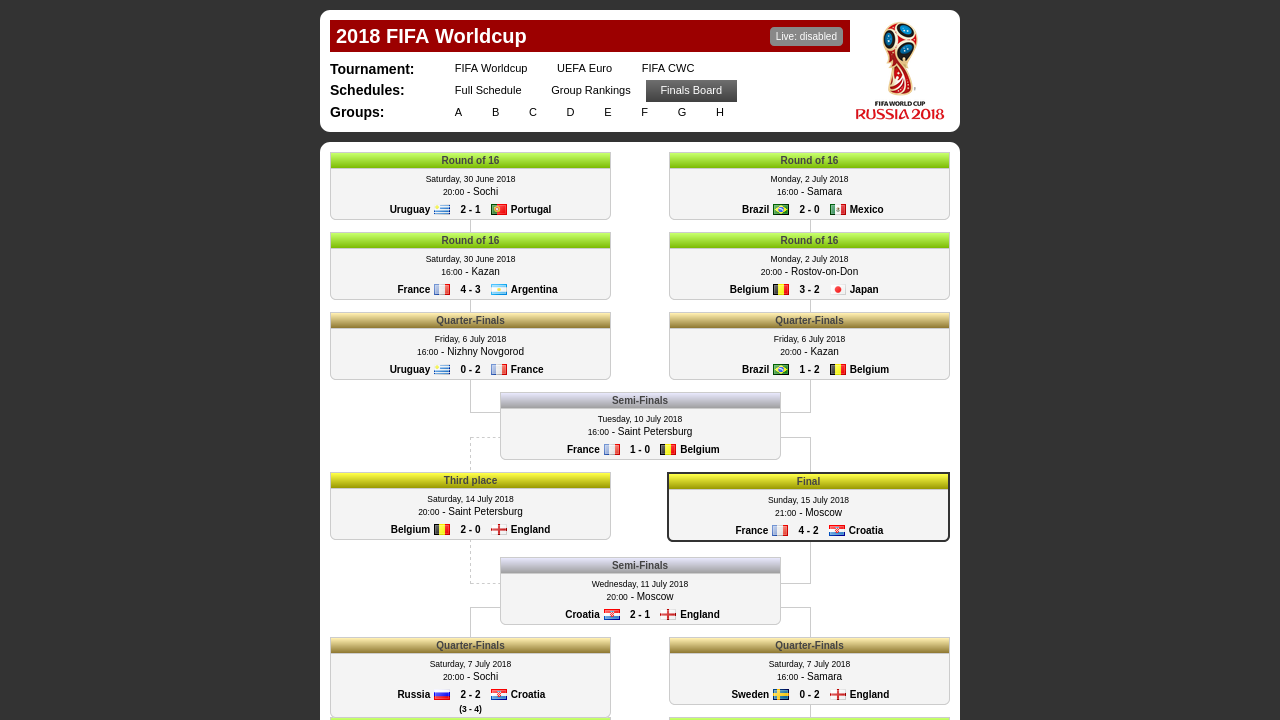 2018 FIFA Worldcup
Live: disabled
FIFA WORLD CUP
RUSSIA 2018
Tournament: FIFA Worldcup UEFA Euro FIFA CWC
Schedules: Full Schedule Group Rankings Finals Board
Groups: A B C D E F G H
Round of 16
Saturday, 30 June 2018
20:00 - Sochi
Uruguay 2 - 1 Portugal
Round of 16
Monday, 2 July 2018
16:00 - Samara
Brazil 2 - 0 Mexico
Round of 16
Saturday, 30 June 2018
16:00 - Kazan
France 4 - 3 Argentina
Round of 16
Monday, 2 July 2018
20:00 - Rostov-on-Don
Belgium 3 - 2 Japan
Quarter-Finals
Friday, 6 July 2018
16:00 - Nizhny Novgorod
Uruguay 0 - 2 France
Quarter-Finals
Friday, 6 July 2018
20:00 - Kazan
Brazil 1 - 2 Belgium
Semi-Finals
Tuesday, 10 July 2018
16:00 - Saint Petersburg
France 1 - 0 Belgium
Third place
Saturday, 14 July 2018
20:00 - Saint Petersburg
Belgium 2 - 0 England
Final
Sunday, 15 July 2018
21:00 - Moscow
France 4 - 2 Croatia
Semi-Finals
Wednesday, 11 July 2018
20:00 - Moscow
Croatia 2 - 1 England
Quarter-Finals
Saturday, 7 July 2018
20:00 - Sochi
Russia 2 - 2 Croatia
(3 - 4)
Quarter-Finals
Saturday, 7 July 2018
16:00 - Samara
Sweden 0 - 2 England